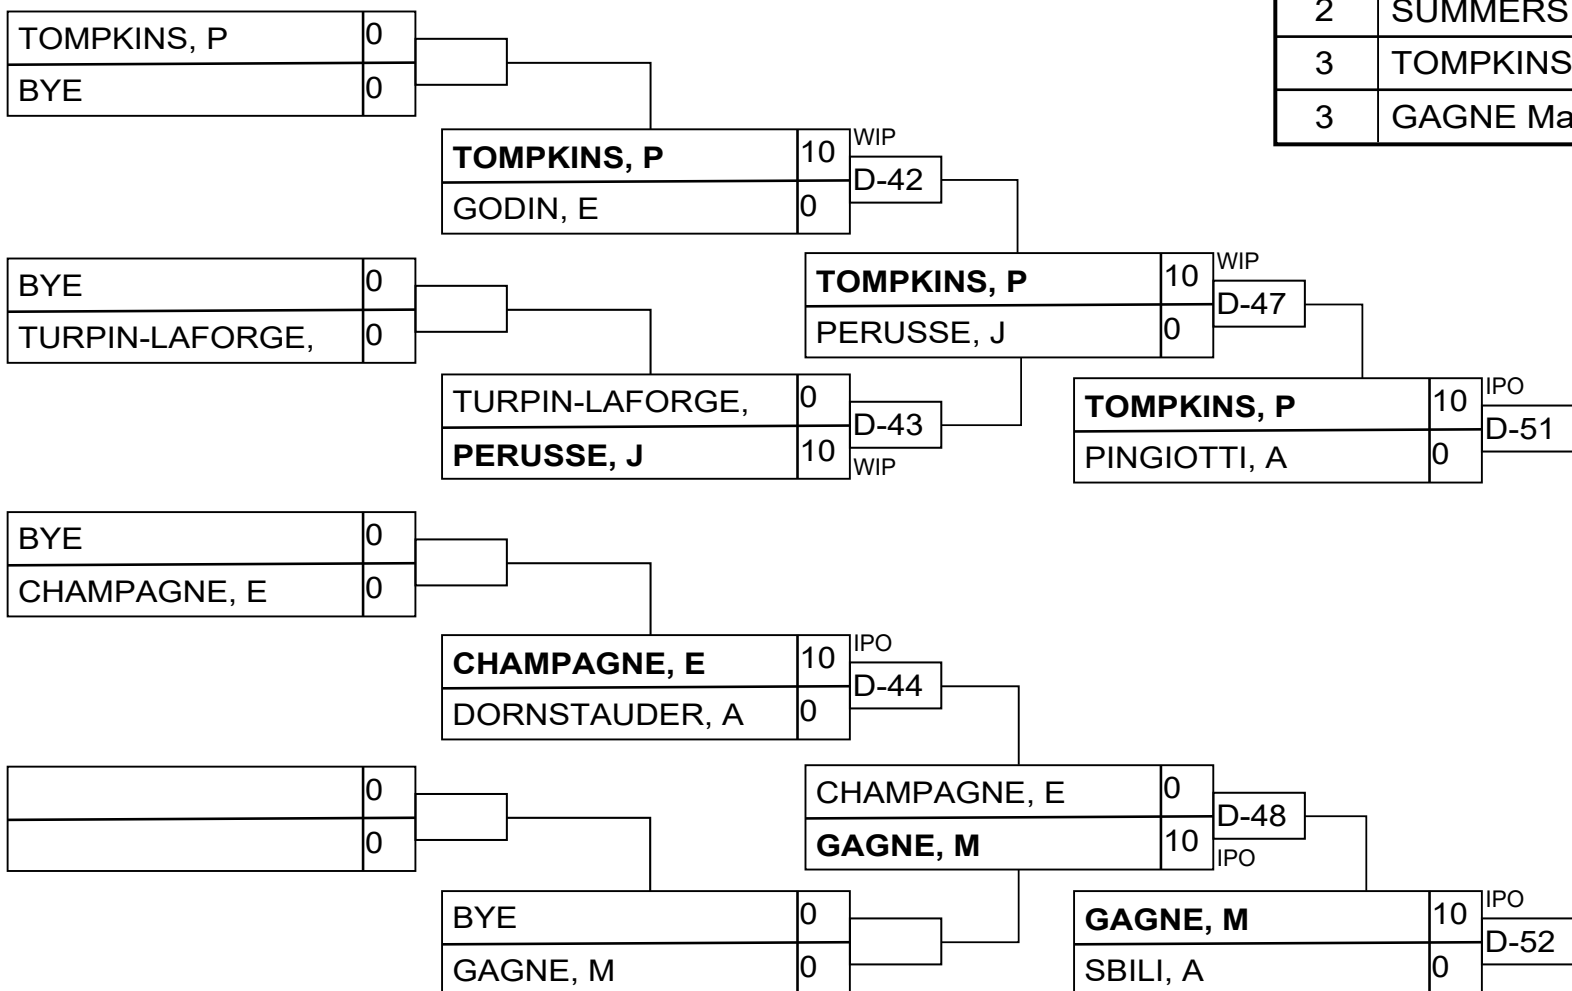 2 SUMMERS
3 TOMPKINS
3 GAGNE Ma
TOMPKINS, P 0
BYE 0
TOMPKINS, P 10 WIP
D-42
GODIN, E 0
BYE 0
TURPIN-LAFORGE, 0
TOMPKINS, P 10 WIP
D-47
PERUSSE, J 0
TURPIN-LAFORGE, 0
D-43
PERUSSE, J 10 WIP
TOMPKINS, P 10 IPO
D-51
PINGIOTTI, A 0
BYE 0
CHAMPAGNE, E 0
CHAMPAGNE, E 10 IPO
D-44
DORNSTAUDER, A 0
0
0
CHAMPAGNE, E 0
D-48
GAGNE, M 10 IPO
BYE 0
GAGNE, M 0
GAGNE, M 10 IPO
D-52
SBILI, A 0